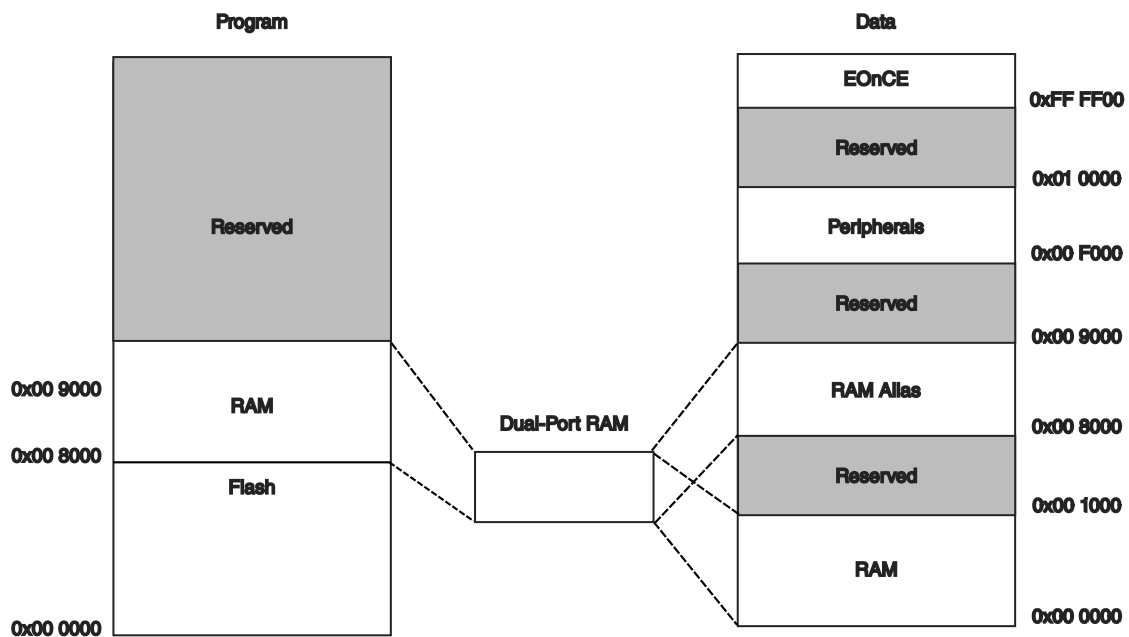 Program
Data
EOnCE
0xFF FF00
Reserved
0x01 0000
Reserved
Peripherals
0x00 F000
Reserved
0x00 9000
0x00 9000
RAM
RAM Alias
Dual-Port RAM
0x00 8000
0x00 8000
Flash
Reserved
0x00 1000
RAM
0x00 0000
0x00 0000